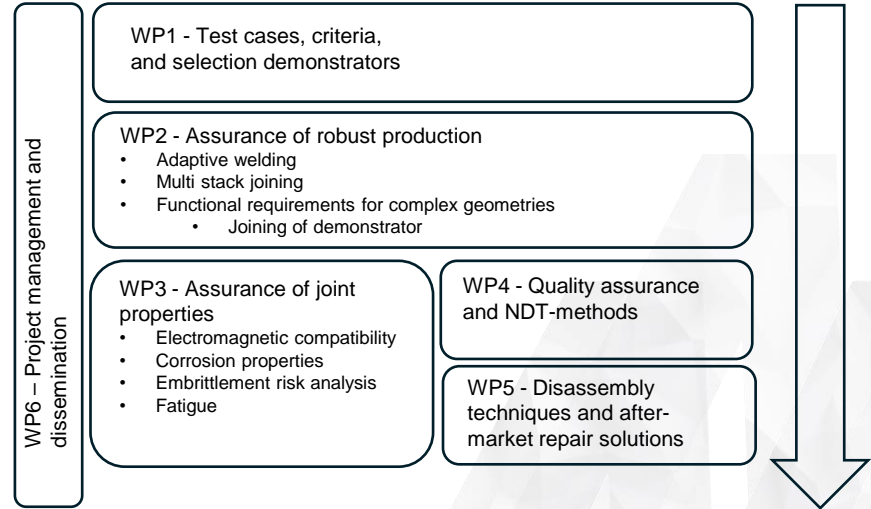 WP6 – Project management and
dissemination
WP1 - Test cases, criteria,
and selection demonstrators
WP2 - Assurance of robust production
• Adaptive welding
• Multi stack joining
• Functional requirements for complex geometries
• Joining of demonstrator
WP3 - Assurance of joint
properties
• Electromagnetic compatibility
• Corrosion properties
• Embrittlement risk analysis
• Fatigue
WP4 - Quality assurance
and NDT-methods
WP5 - Disassembly
techniques and after-
market repair solutions